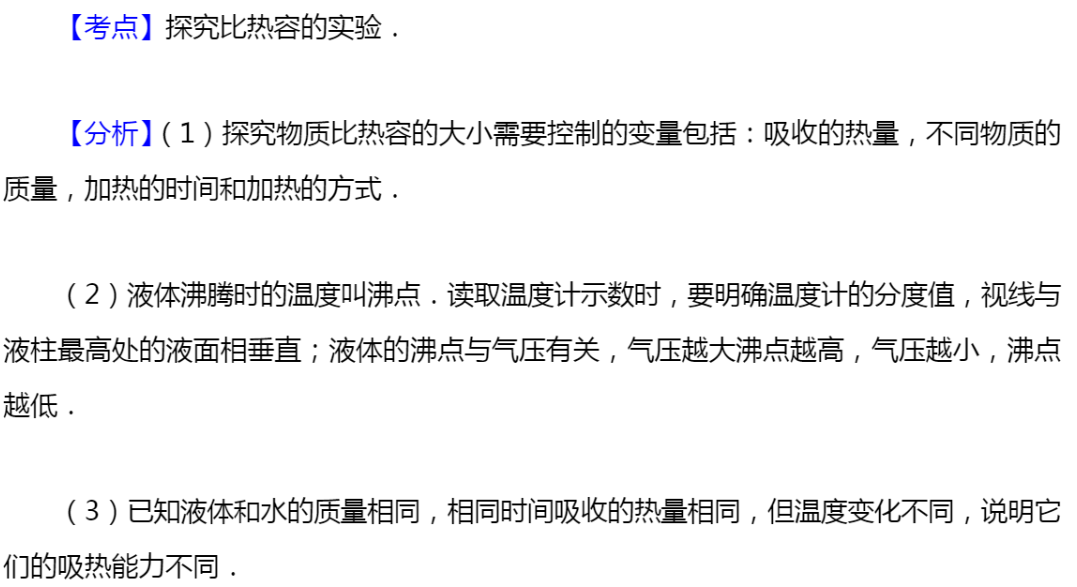 【考点】探究比热容的实验．
【分析】（1）探究物质比热容的大小需要控制的变量包括：吸收的热量，不同物质的
质量，加热的时间和加热的方式．
（2）液体沸腾时的温度叫沸点．读取温度计示数时，要明确温度计的分度值，视线与
液柱最高处的液面相垂直；液体的沸点与气压有关，气压越大沸点越高，气压越小，沸点
越低．
（3）已知液体和水的质量相同，相同时间吸收的热量相同，但温度变化不同，说明它
们的吸热能力不同．